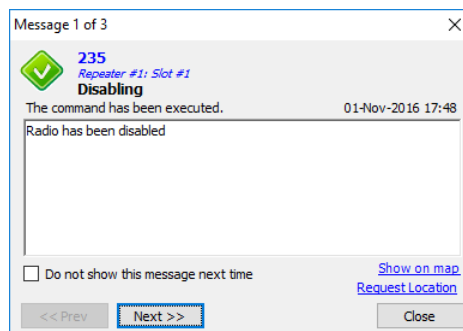 Message 1 of 3
235
Repeater #1: Slot #1
Disabling
The command has been executed. 01-Nov-2016 17:48
Radio has been disabled
Do not show this message next time
Show on map
Request Location
<< Prev Next >> Close